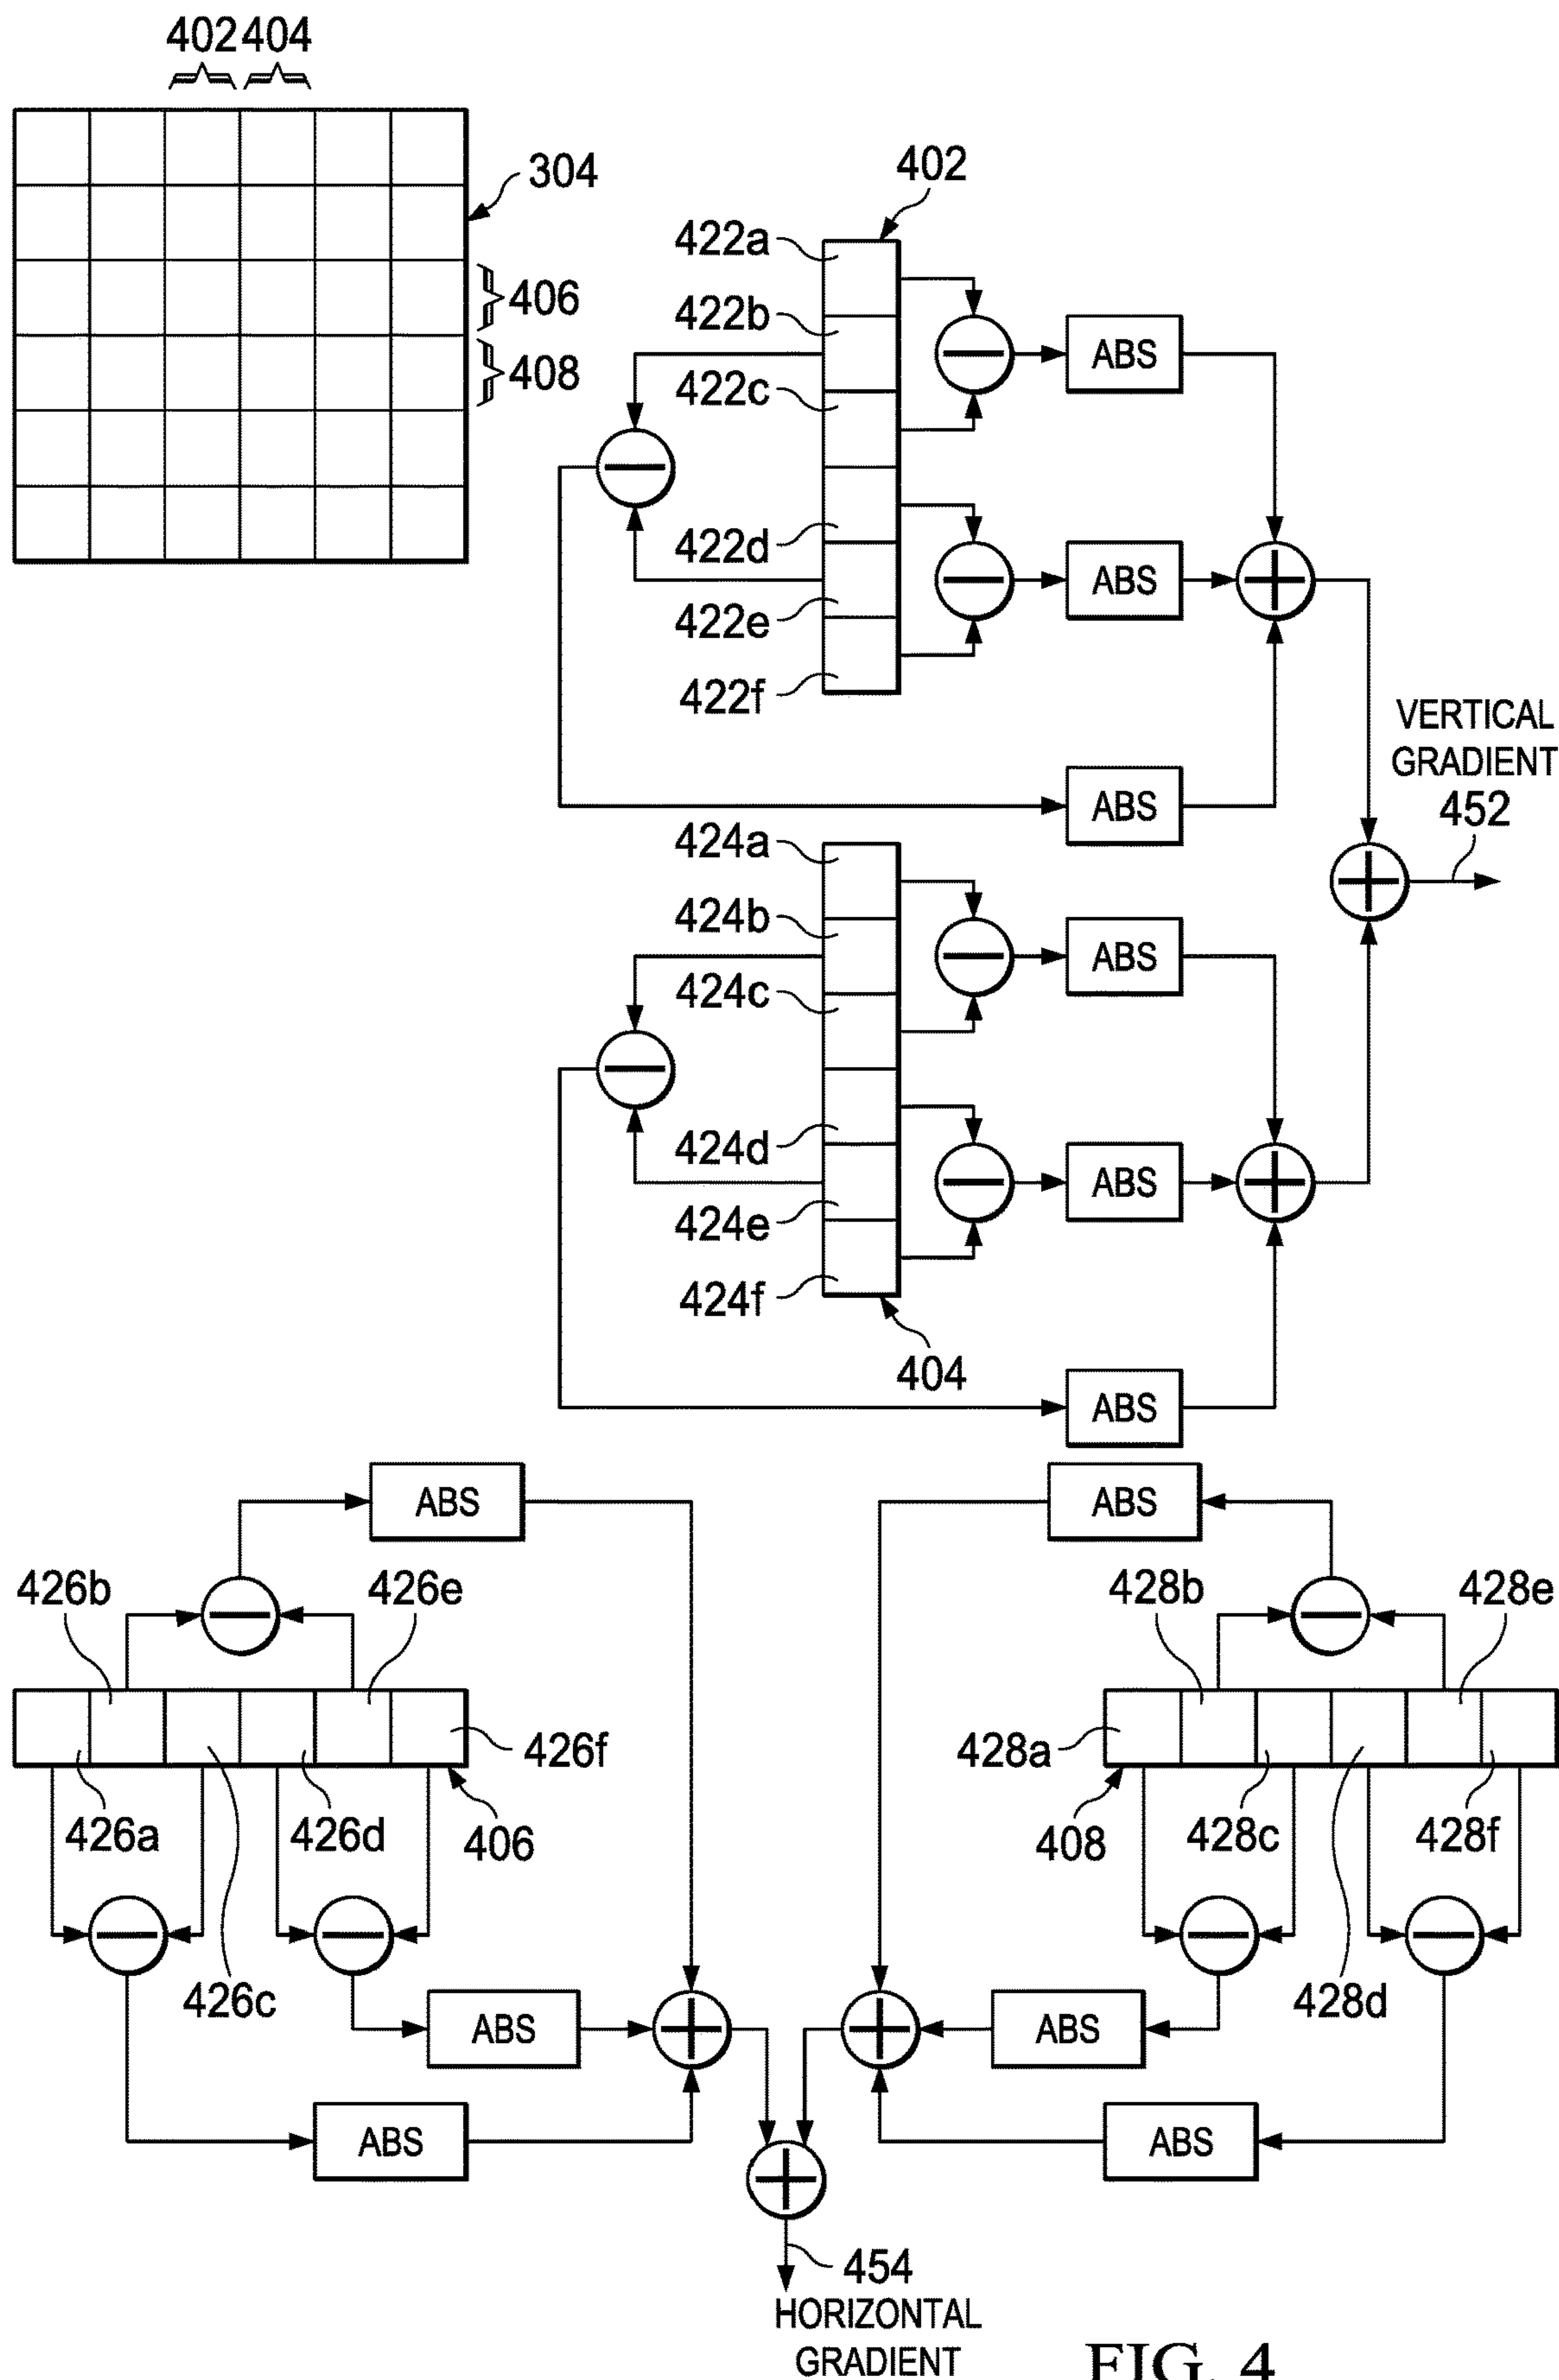 402 404
304
406
408
402
422a
422b
422c
422d
422e
422f
ABS
ABS
ABS
VERTICAL
GRADIENT
452
424a
424b
424c
424d
424e
424f
404
ABS
ABS
ABS
ABS
ABS
426b
426e
428b
428e
426f
428a
426a
426d
406
408
428c
428f
426c
428d
ABS
ABS
ABS
ABS
454
HORIZONTAL
GRADIENT
FIG. 4